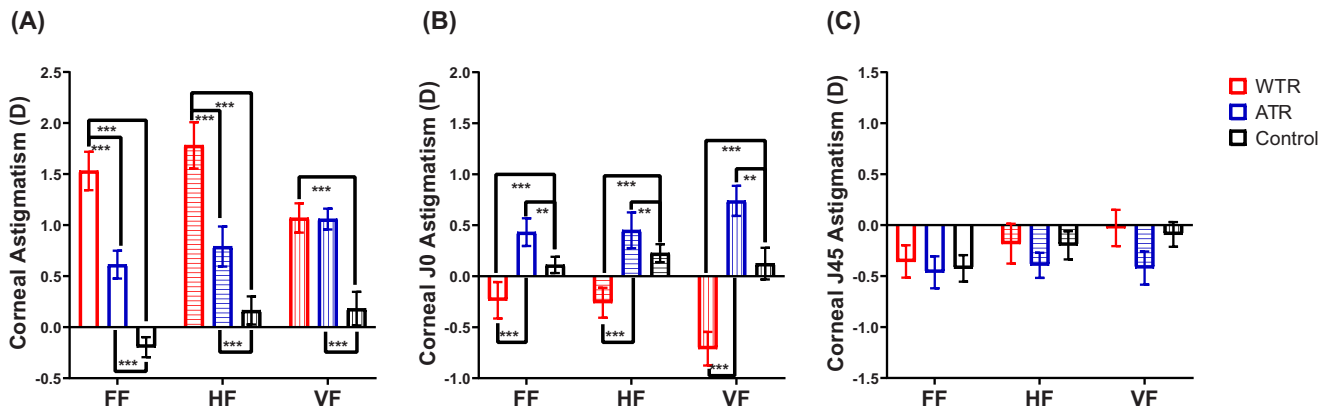 (A)
Corneal Astigmatism (D)
2.5
2.0
1.5
1.0
0.5
0.0
-0.5
***
***
***
***
***
***
***
***
FF
HF
VF
(B)
Corneal J0 Astigmatism (D)
2.0
1.5
1.0
0.5
0.0
-0.5
-1.0
***
**
***
***
**
***
***
**
***
FF
HF
VF
(C)
Corneal J45 Astigmatism (D)
1.5
1.0
0.5
0.0
-0.5
-1.0
-1.5
FF
HF
VF
WTR
ATR
Control